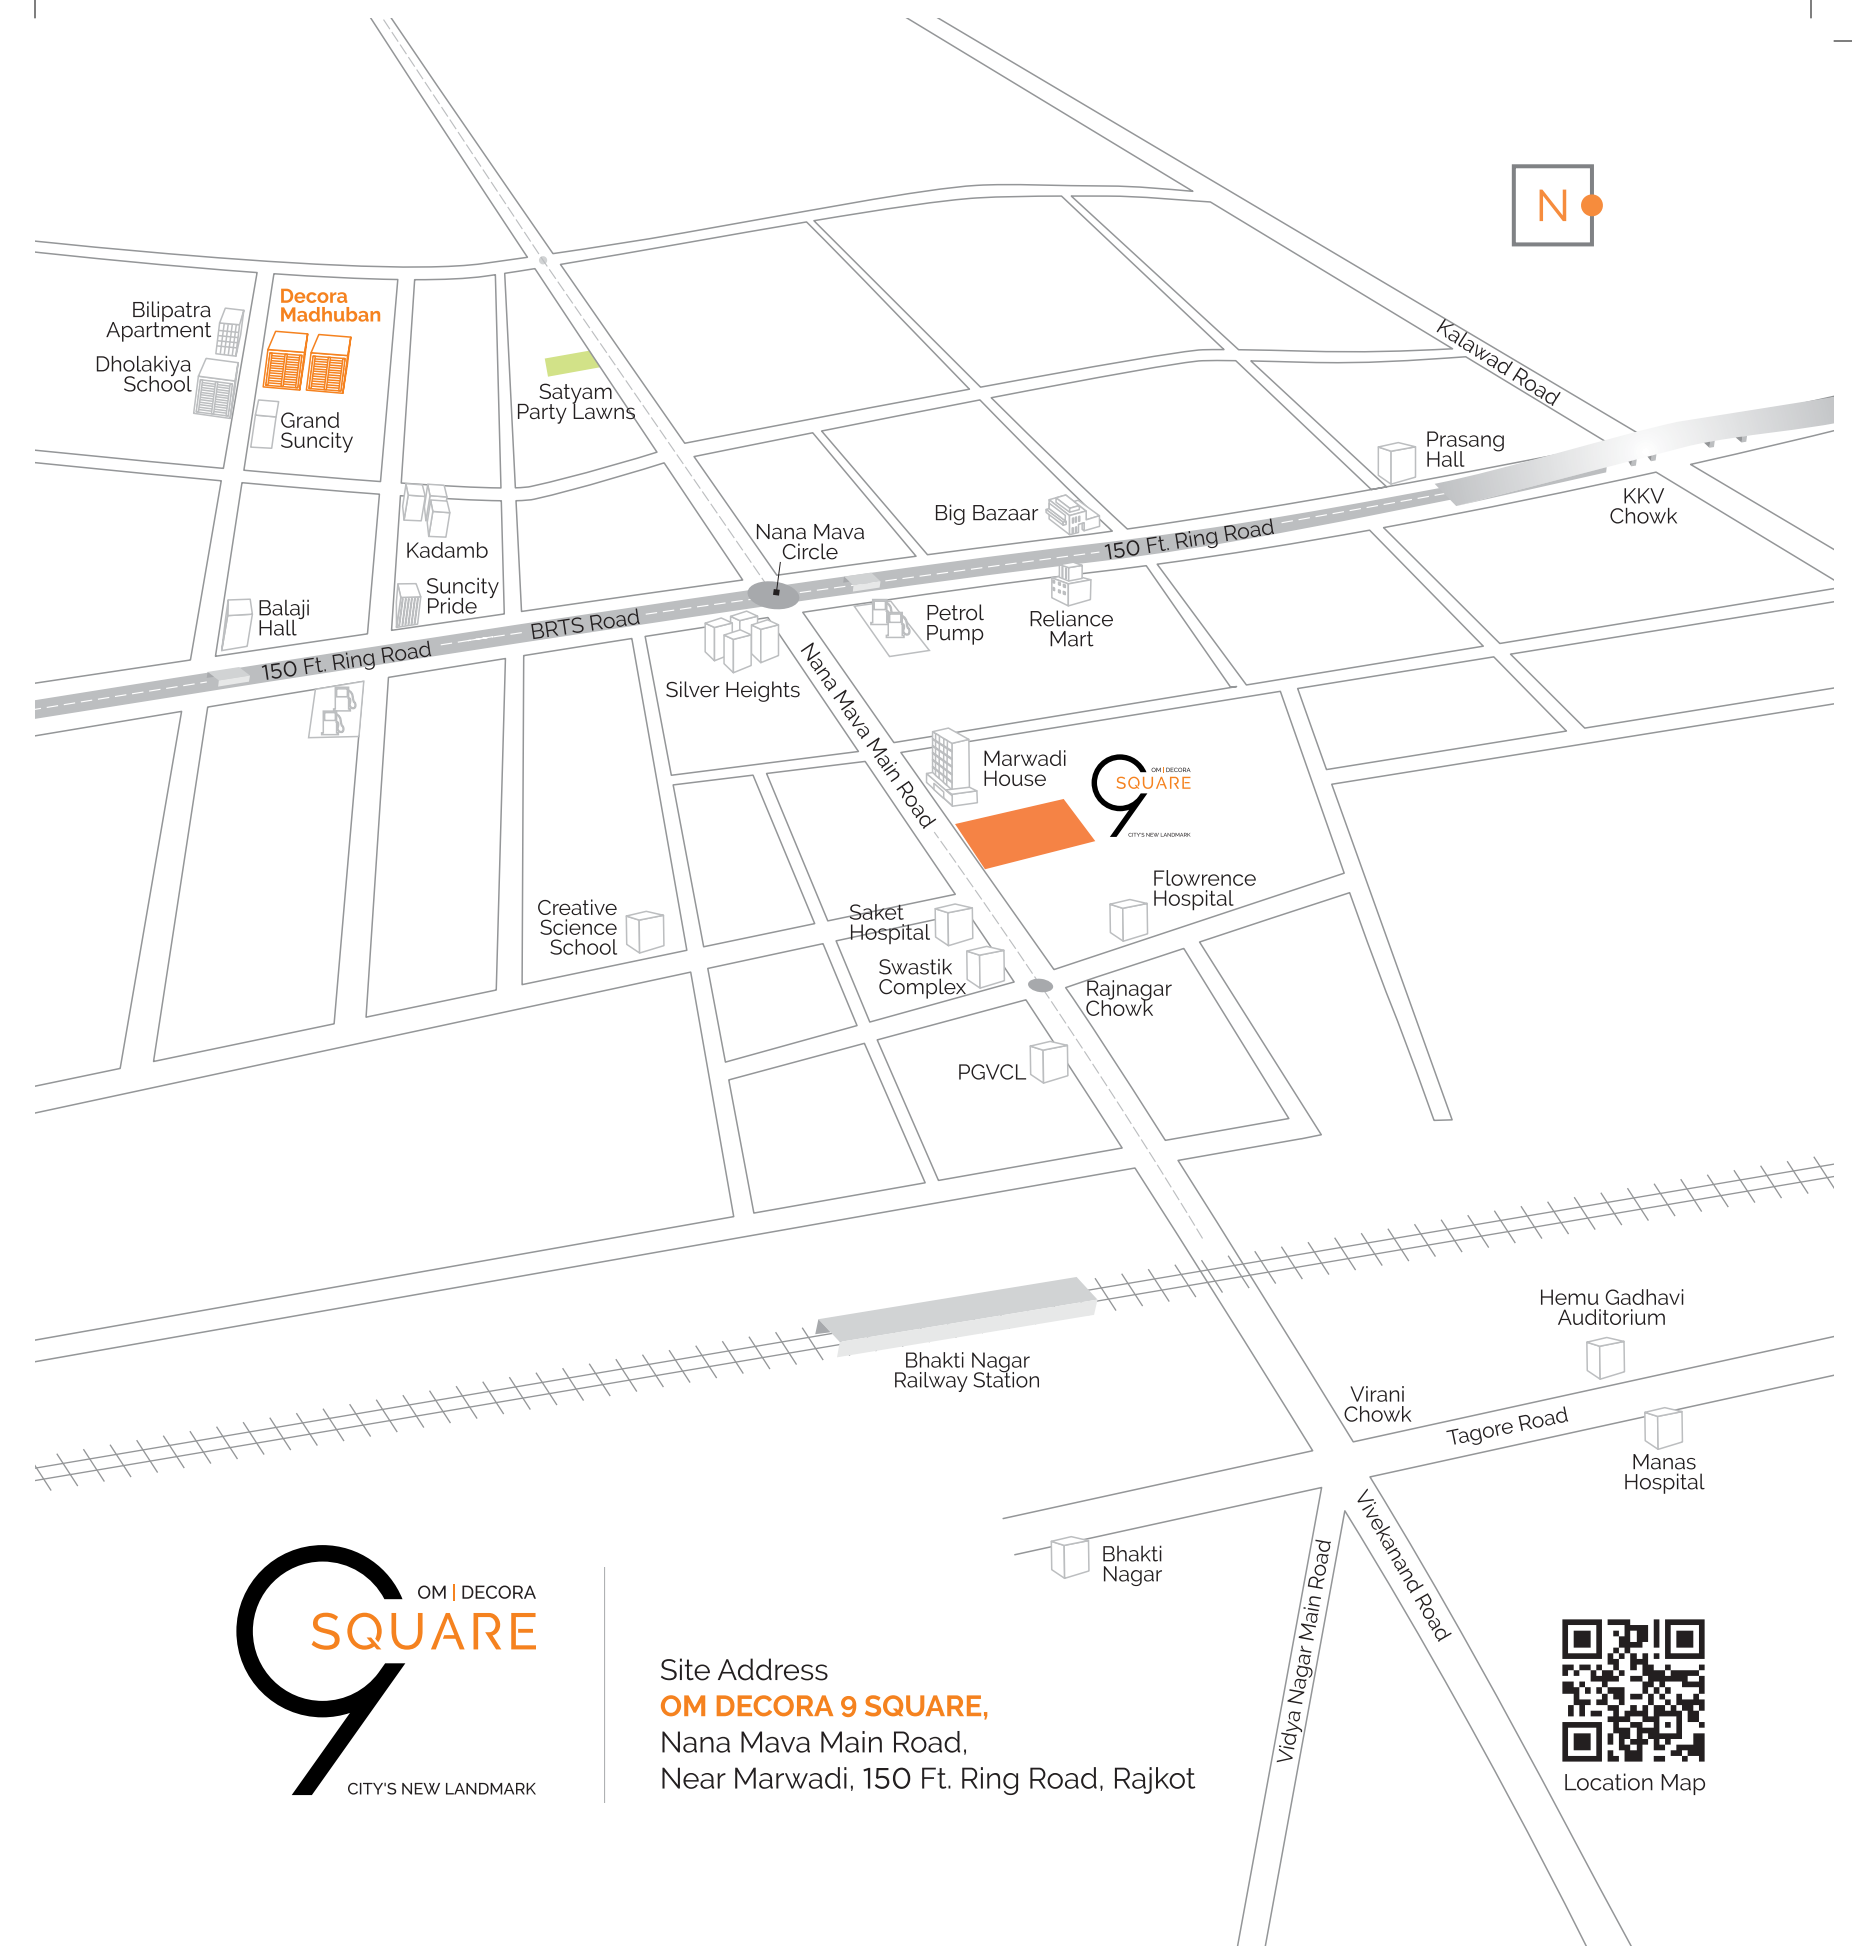 N
Kalawad Road
Decora
Madhuban
Bilipatra
Apartment
Dholakiya
School
Grand
Suncity
Satyam
Party Lawns
Prasang
Hall
KKV
Chowk
Big Bazaar
Nana Mava
Circle
150 Ft. Ring Road
Kadamb
Suncity
Pride
Balaji
Hall
BRTS Road
150 Ft. Ring Road
Petrol
Pump
Reliance
Mart
Silver Heights
Nana Mava Main Road
Marwadi
House
OM | DECORA
9
SQUARE
CITY'S NEW LANDMARK
Flowrence
Hospital
Creative
Science
School
Saket
Hospital
Swastik
Complex
Rajnagar
Chowk
PGVCL
Bhakti Nagar
Railway Station
Hemu Gadhavi
Auditorium
Virani
Chowk
Tagore Road
Manas
Hospital
Bhakti
Nagar
Vidya Nagar Main Road
Vivekanand Road
OM | DECORA
9
SQUARE
CITY'S NEW LANDMARK
Site Address
OM DECORA 9 SQUARE,
Nana Mava Main Road,
Near Marwadi, 150 Ft. Ring Road, Rajkot
Location Map